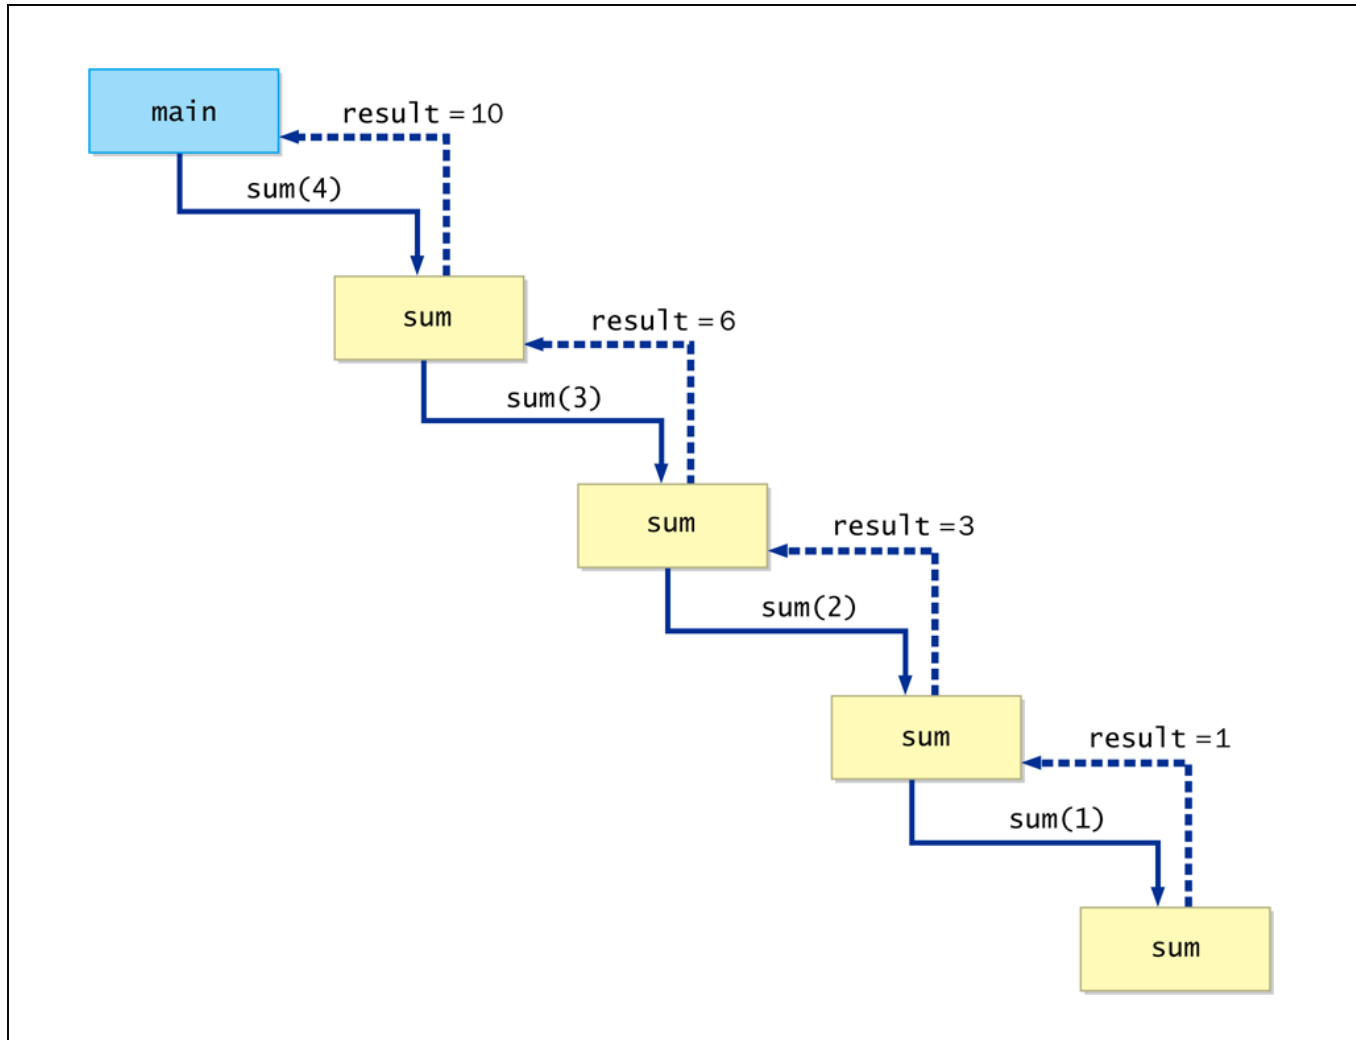 main
result = 10
sum(4)
sum
result = 6
sum(3)
sum
result = 3
sum(2)
sum
result = 1
sum(1)
sum